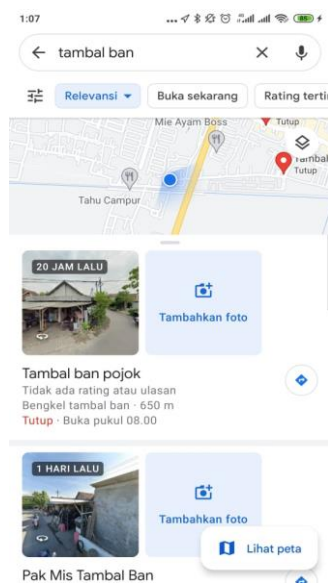 1:07
85
tambal ban
Relevansi
Buka sekarang
Rating terti
Mie Ayam Boss
Tutup
Tambal
Tutup
Tahu Campur
20 JAM LALU
Tambahkan foto
Tambal ban pojok
Tidak ada rating atau ulasan
Bengkel tambal ban · 650 m
Tutup · Buka pukul 08.00
1 HARI LALU
Tambahkan foto
Lihat peta
Pak Mis Tambal Ban